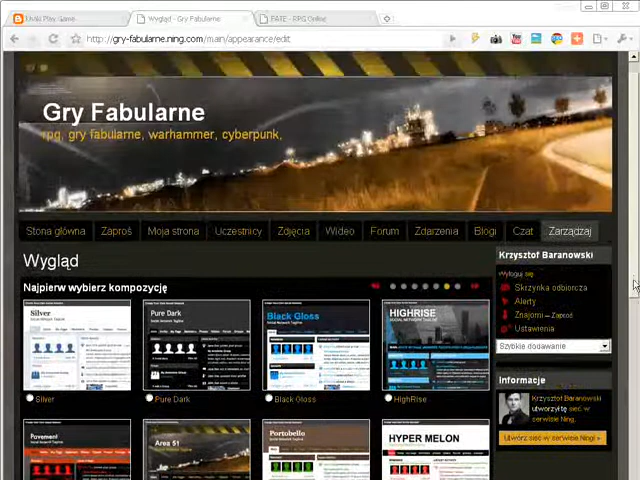 Linki Play Game
Wygląd - Gry Fabularne
FATE - RPG Online
http://gry-fabularne.ning.com/main/appearance/edit
Gry Fabularne
rpg, gry fabularne, warhammer, cyberpunk,
Stona główna
Zaproś
Moja strona
Uczestnicy
Zdjęcia
Wideo
Forum
Zdarzenia
Blogi
Czat
Zarządzaj
Wygląd
Krzysztof Baranowski
Wyloguj się
Skrzynka odbiorcza
Alerty
Znajomi – Zaproś
Ustawienia
Szybkie dodawanie
Najpierw wybierz kompozycję
Silver
Pure Dark
Black Gloss
HIGHRISE
Silver
Pure Dark
Black Gloss
HighRise
Informacje
Krzysztof Baranowski
utworzył(a) sieć w
serwisie Ning.
Utwórz sieć w serwisie Ning! »
Pavement
Area 51
Portobello
HYPER MELON